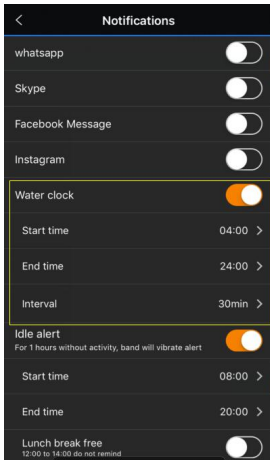 Notifications
whatsapp
Skype
Facebook Message
Instagram
Water clock
Start time 04:00
End time 24:00
Interval 30min
Idle alert
For 1 hours without activity, band will vibrate alert
Start time 08:00
End time 20:00
Lunch break free
12:00 to 14:00 do not remind